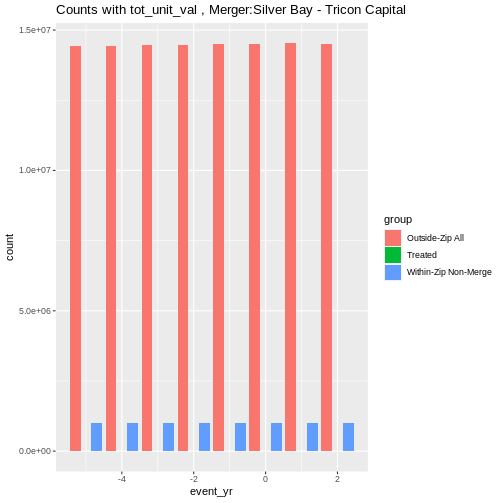 Counts with tot_unit_val , Merger:Silver Bay - Tricon Capital
1.5e+07
1.0e+07
5.0e+06
0.0e+00
count
-4
-2
0
2
event_yr
group
Outside-Zip All
Treated
Within-Zip Non-Merge